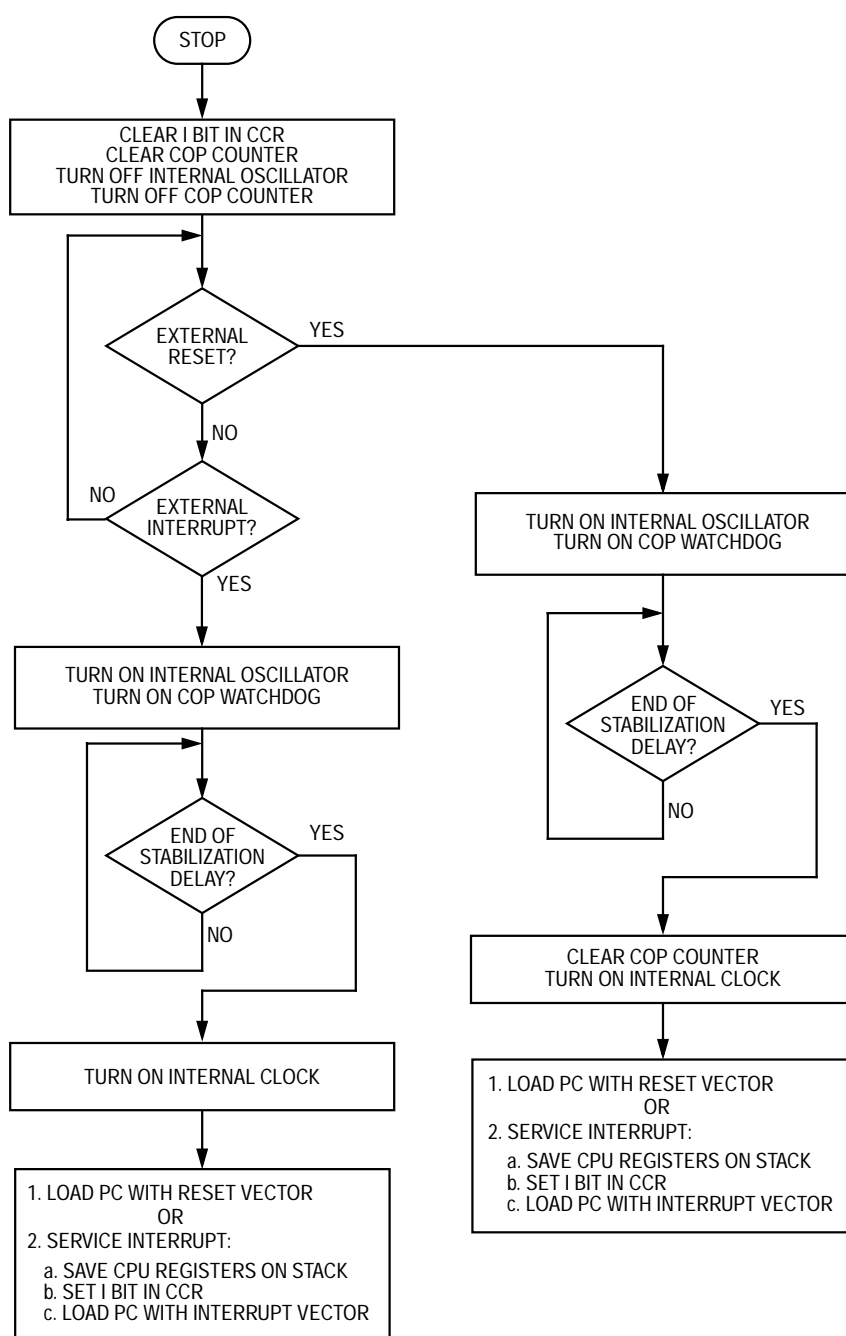 STOP
CLEAR I BIT IN CCR
CLEAR COP COUNTER
TURN OFF INTERNAL OSCILLATOR
TURN OFF COP COUNTER
EXTERNAL
RESET?
YES
NO
EXTERNAL
INTERRUPT?
NO
YES
TURN ON INTERNAL OSCILLATOR
TURN ON COP WATCHDOG
END OF
STABILIZATION
DELAY?
YES
NO
TURN ON INTERNAL CLOCK
1. LOAD PC WITH RESET VECTOR
OR
2. SERVICE INTERRUPT:
a. SAVE CPU REGISTERS ON STACK
b. SET I BIT IN CCR
c. LOAD PC WITH INTERRUPT VECTOR
TURN ON INTERNAL OSCILLATOR
TURN ON COP WATCHDOG
END OF
STABILIZATION
DELAY?
YES
NO
CLEAR COP COUNTER
TURN ON INTERNAL CLOCK
1. LOAD PC WITH RESET VECTOR
OR
2. SERVICE INTERRUPT:
a. SAVE CPU REGISTERS ON STACK
b. SET I BIT IN CCR
c. LOAD PC WITH INTERRUPT VECTOR